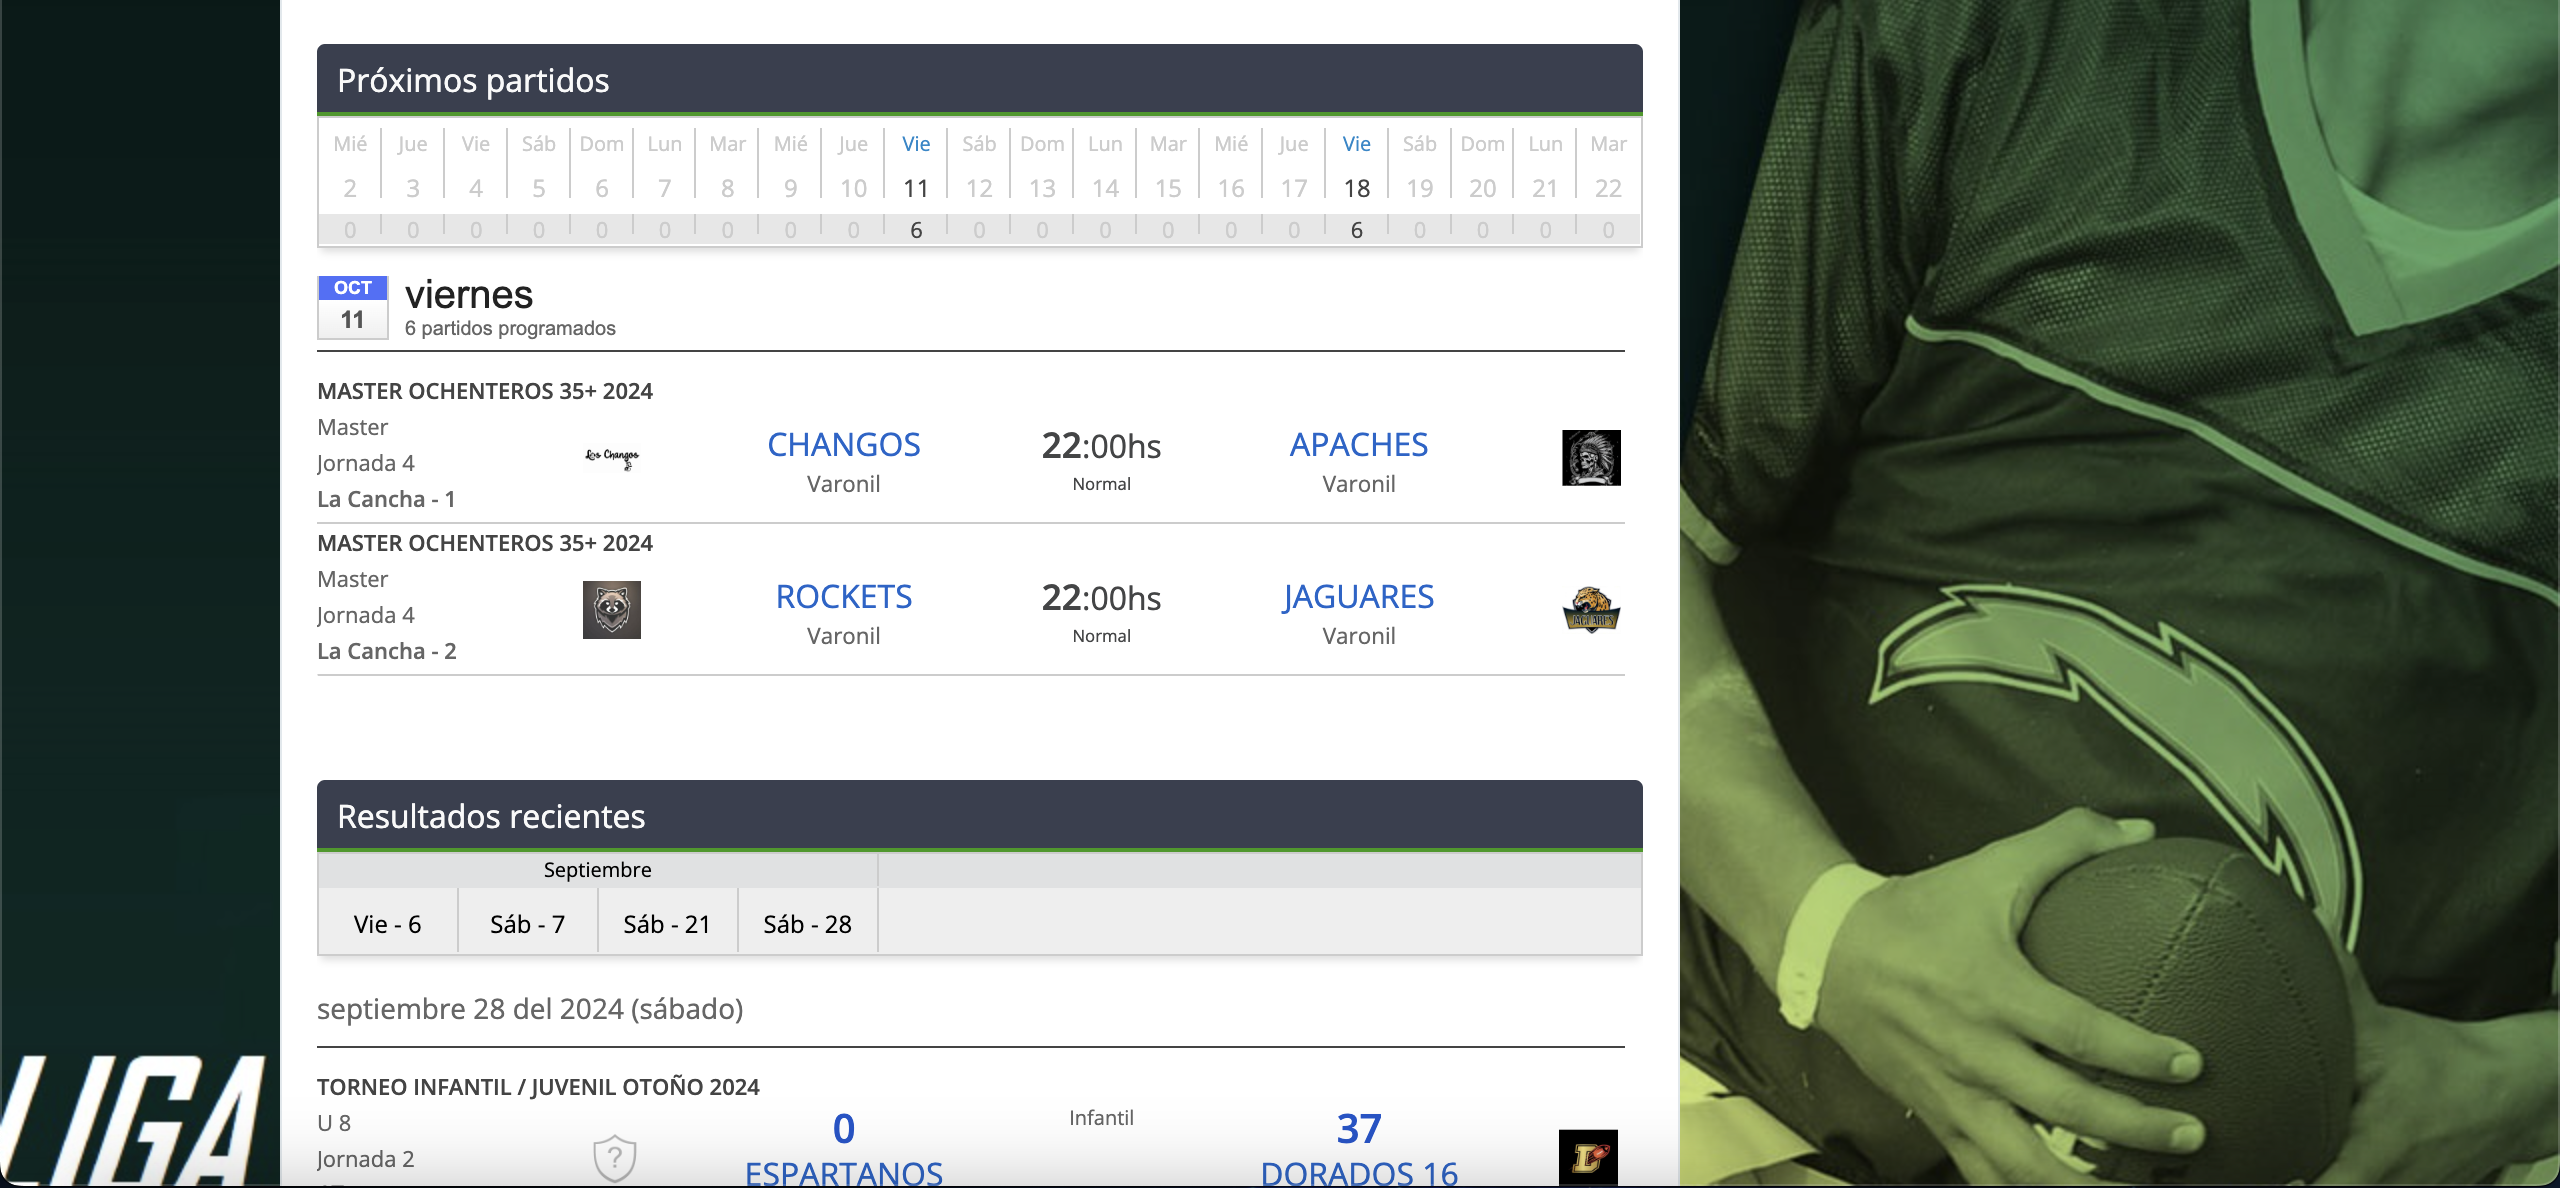 Próximos partidos
Mié Jue Vie Sáb Dom Lun Mar Mié Jue Vie Sáb Dom Lun Mar Mié Jue Vie Sáb Dom Lun Mar
2 3 4 5 6 7 8 9 10 11 12 13 14 15 16 17 18 19 20 21 22
0 0 0 0 0 0 0 0 0 6 0 0 0 0 0 0 6 0 0 0 0
OCT
11
viernes
6 partidos programados
MASTER OCHENTEROS 35+ 2024
Master
Jornada 4
La Cancha - 1
Los Changos
CHANGOS
Varonil
22:00hs
Normal
APACHES
Varonil
MASTER OCHENTEROS 35+ 2024
Master
Jornada 4
La Cancha - 2
ROCKETS
Varonil
22:00hs
Normal
JAGUARES
Varonil
JAGUARES
Resultados recientes
Septiembre
Vie - 6 Sáb - 7 Sáb - 21 Sáb - 28
septiembre 28 del 2024 (sábado)
TORNEO INFANTIL / JUVENIL OTOÑO 2024
U 8
Jornada 2
?
0
ESPARTANOS
Infantil
37
DORADOS 16
D
LIGA